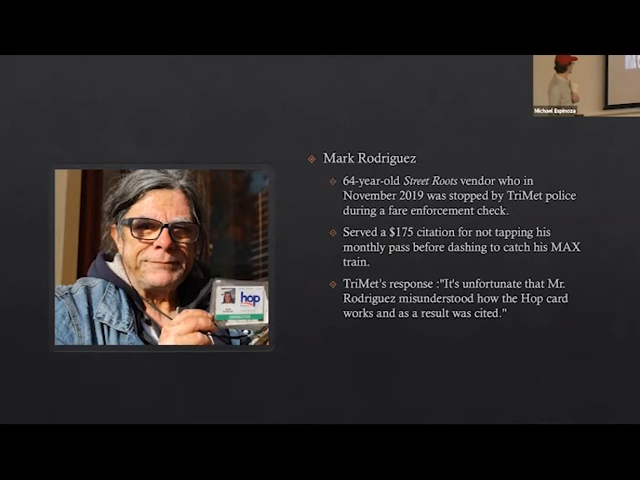 Michael Espinoza
Mark Rodriguez
64-year-old Street Roots vendor who in
November 2019 was stopped by TriMet police
during a fare enforcement check.
Served a $175 citation for not tapping his
monthly pass before dashing to catch his MAX
train.
TriMet's response :"It's unfortunate that Mr.
Rodriguez misunderstood how the Hop card
works and as a result was cited."
hop